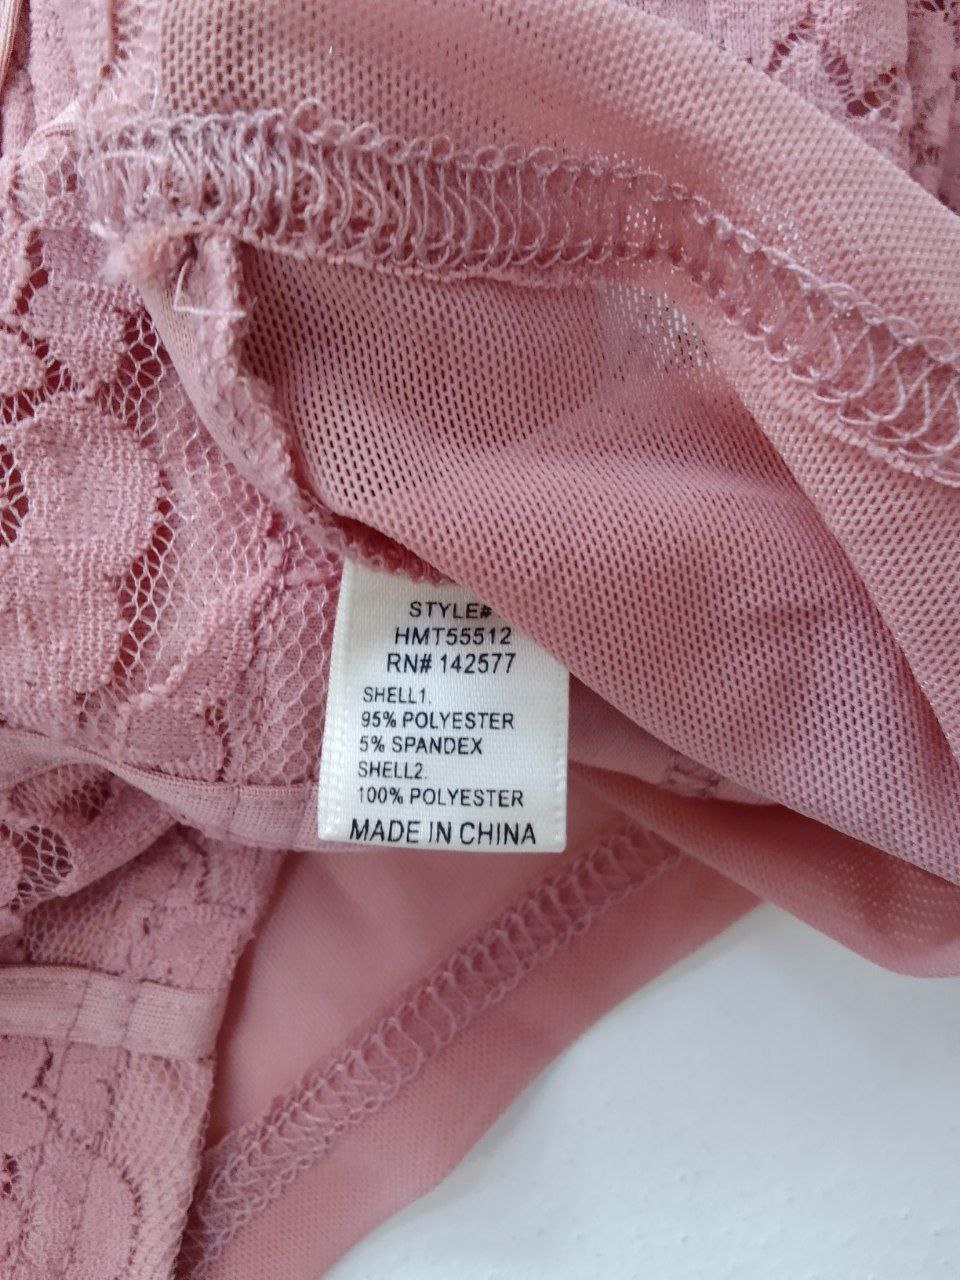 STYLE#
HMT55512
RN# 142577
SHELL1.
95% POLYESTER
5% SPANDEX
SHELL2.
100% POLYESTER
MADE IN CHINA